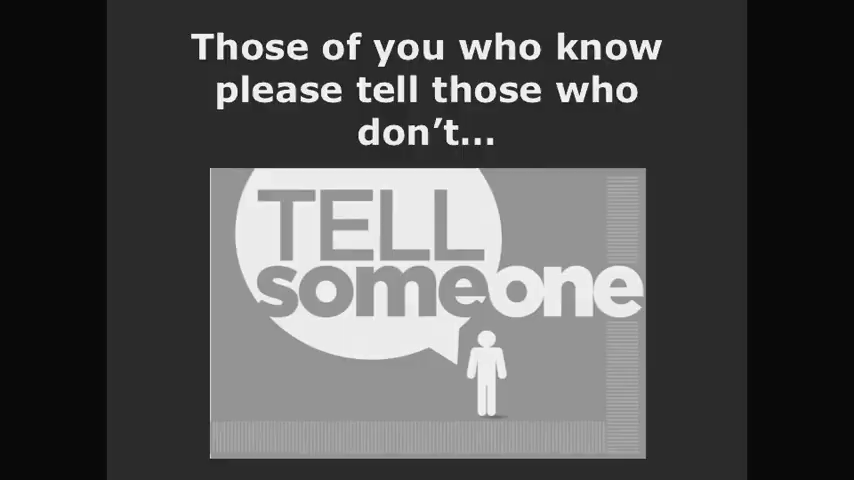 Those of you who know
please tell those who
don’t...
TELL
someone